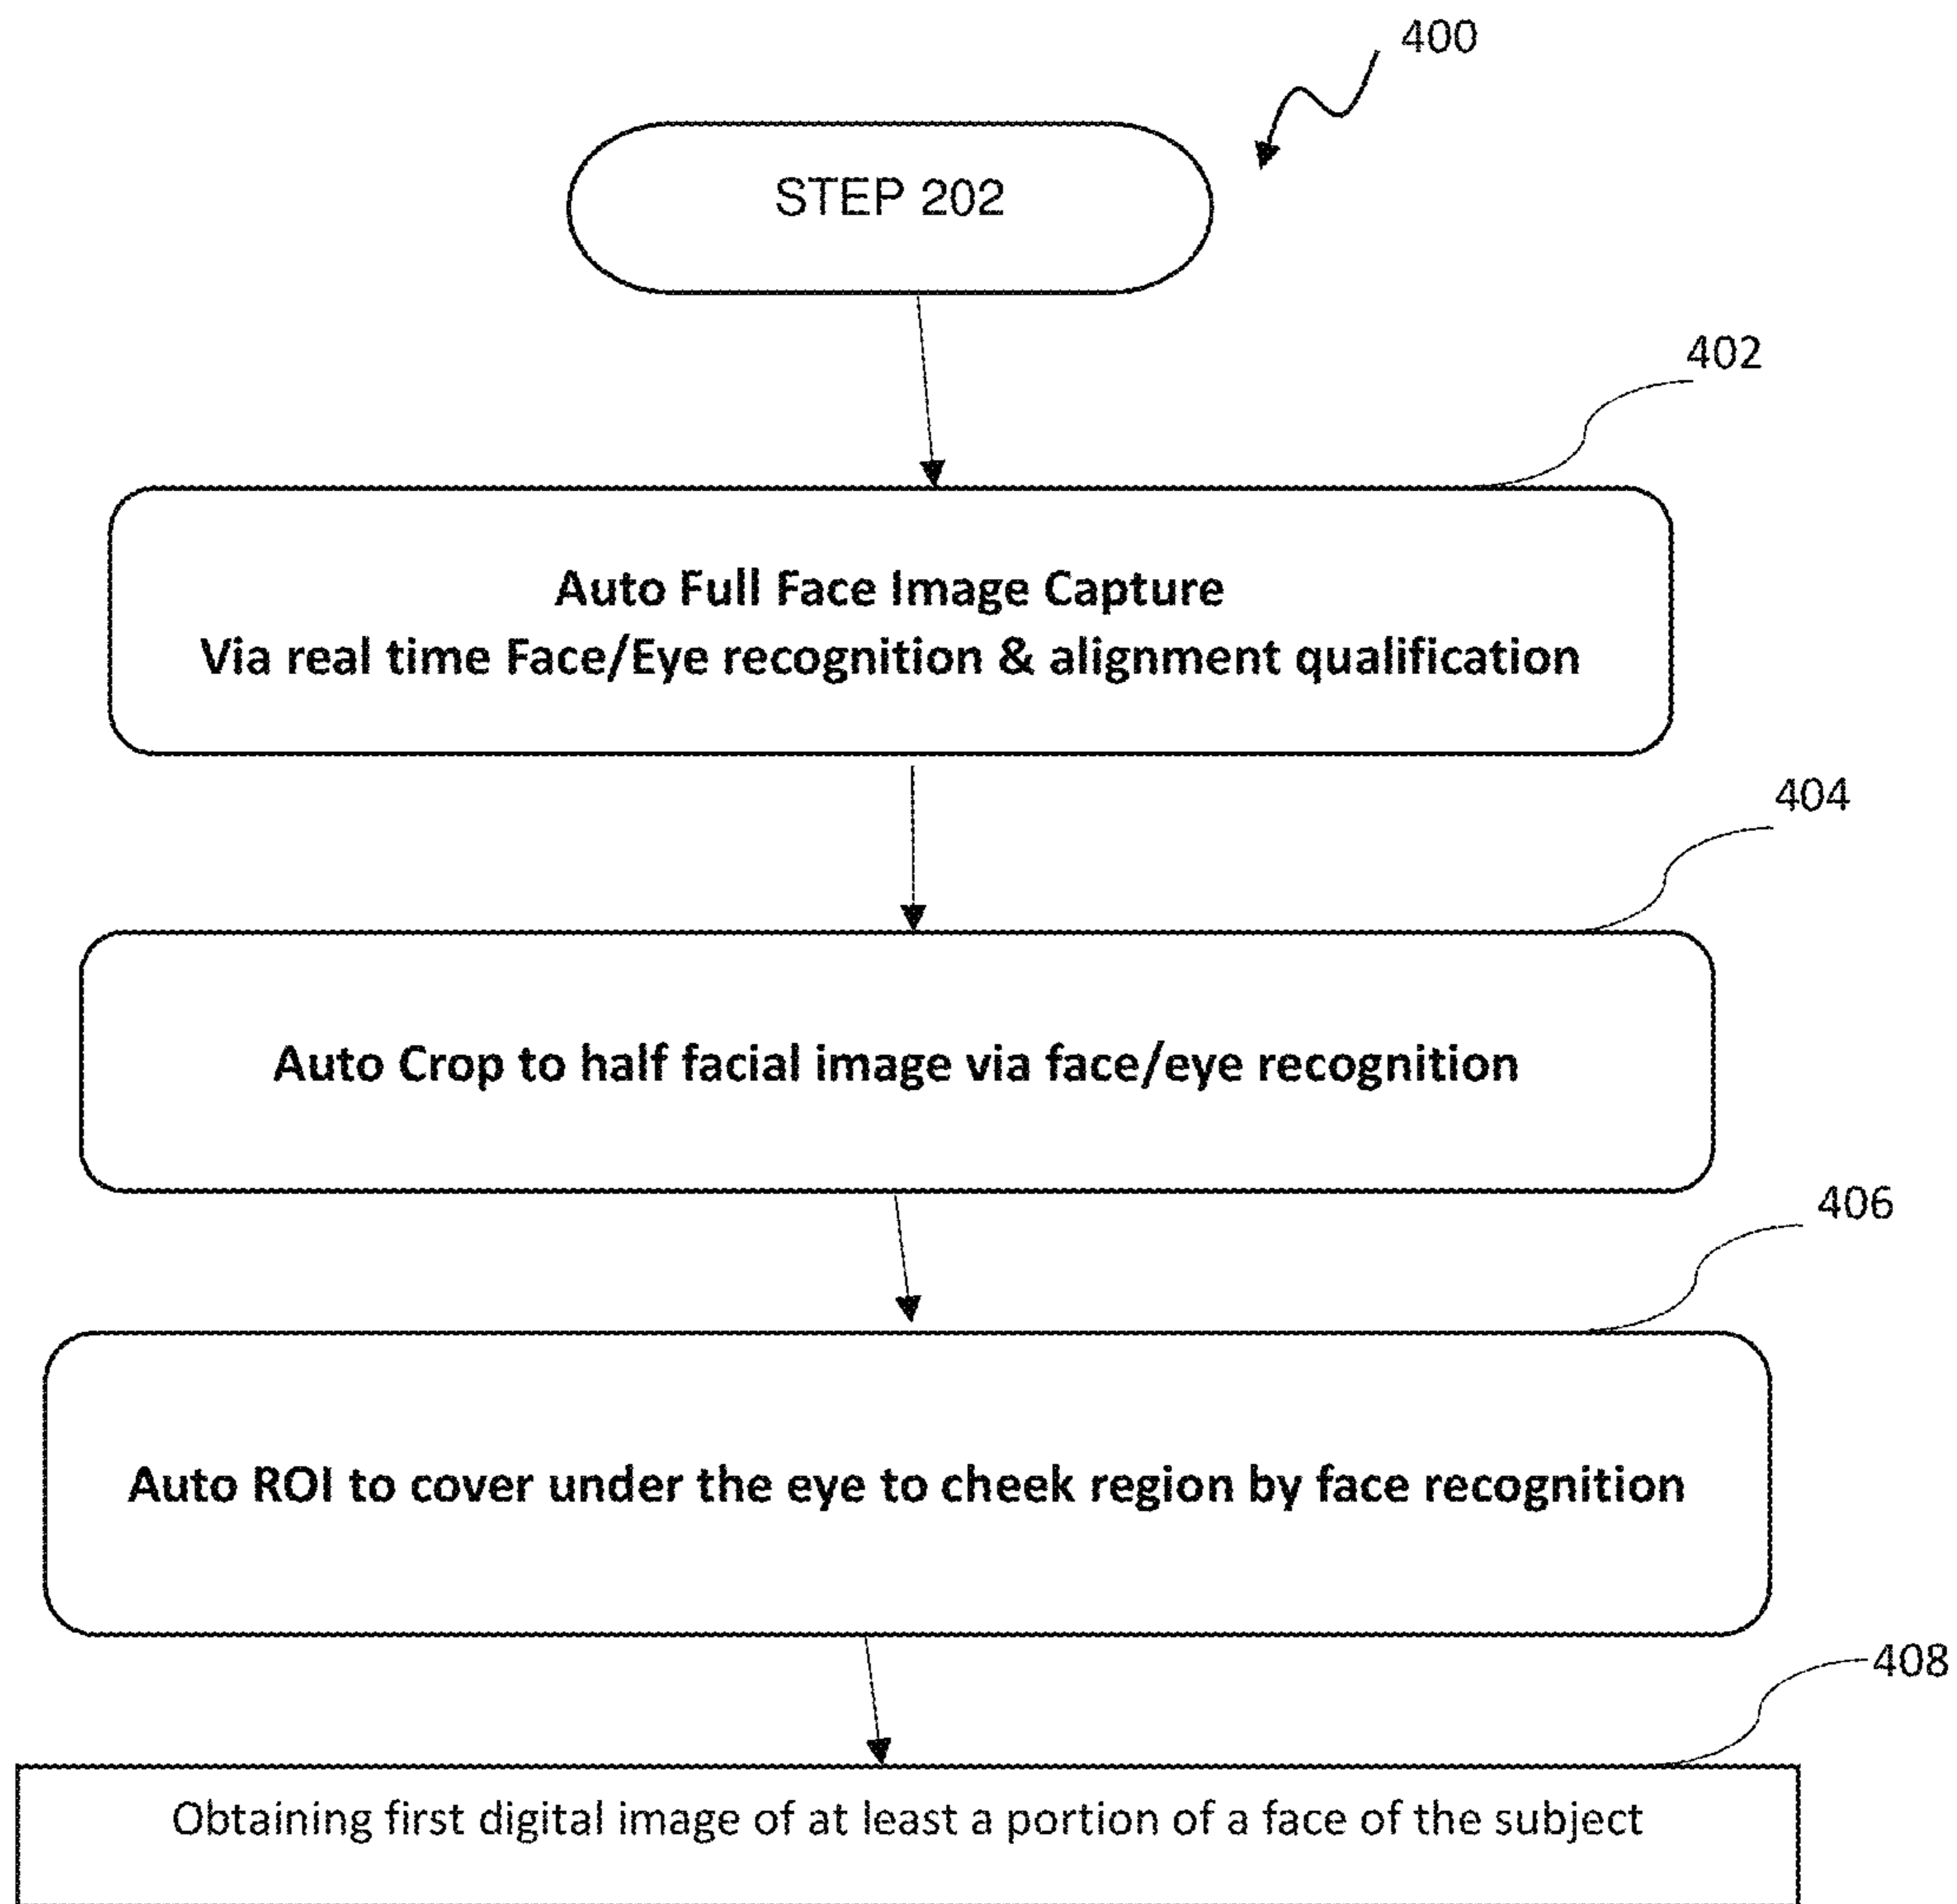 400
STEP 202
402
Auto Full Face Image Capture
Via real time Face/Eye recognition & alignment qualification
404
Auto Crop to half facial image via face/eye recognition
406
Auto ROI to cover under the eye to cheek region by face recognition
408
Obtaining first digital image of at least a portion of a face of the subject